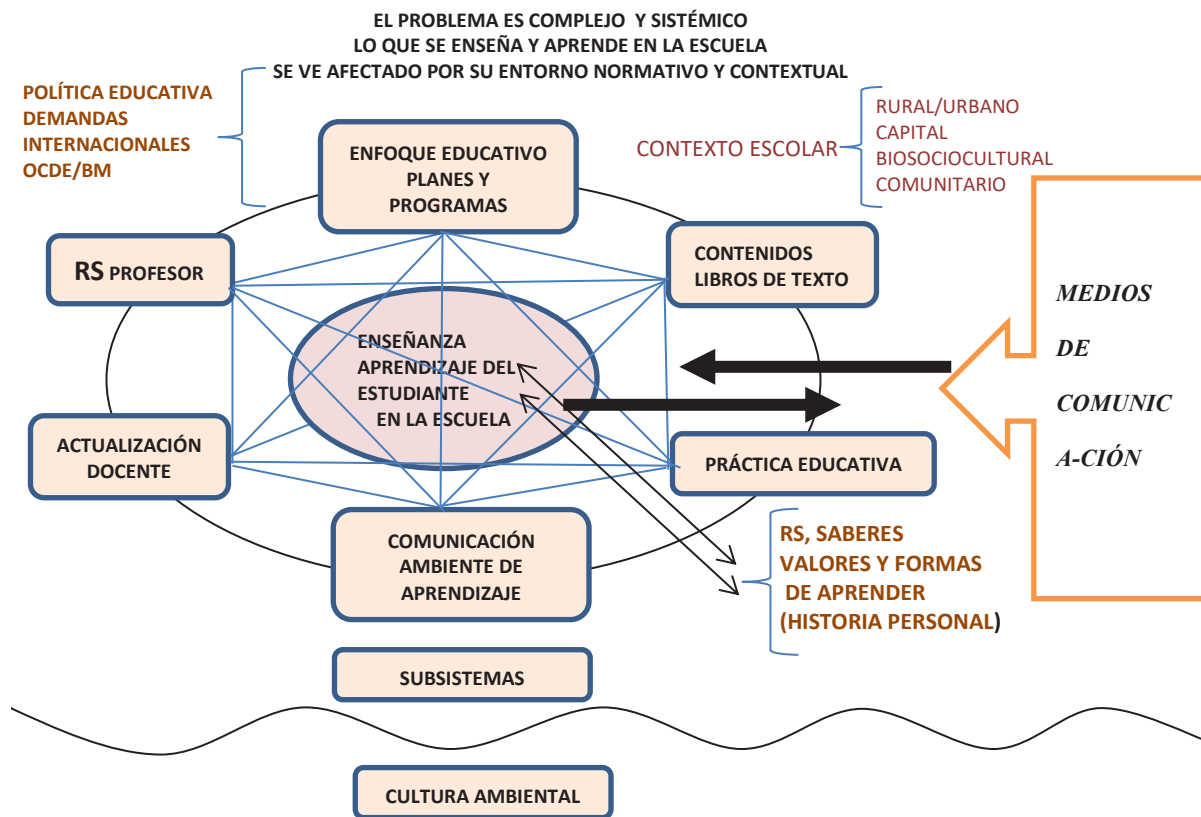 EL PROBLEMA ES COMPLEJO Y SISTÉMICO
LO QUE SE ENSEÑA Y APRENDE EN LA ESCUELA
SE VE AFECTADO POR SU ENTORNO NORMATIVO Y CONTEXTUAL
POLÍTICA EDUCATIVA
DEMANDAS
INTERNACIONALES
OCDE/BM
ENFOQUE EDUCATIVO
PLANES Y
PROGRAMAS
CONTEXTO ESCOLAR
RURAL/URBANO
CAPITAL
BIOSOCIOCULTURAL
COMUNITARIO
RS PROFESOR
CONTENIDOS
LIBROS DE TEXTO
MEDIOS
DE
COMUNIC
A-CIÓN
ENSEÑANZA
APRENDIZAJE DEL
ESTUDIANTE
EN LA ESCUELA
ACTUALIZACIÓN
DOCENTE
PRÁCTICA EDUCATIVA
COMUNICACIÓN
AMBIENTE DE
APRENDIZAJE
RS, SABERES
VALORES Y FORMAS
DE APRENDER
(HISTORIA PERSONAL)
SUBSISTEMAS
CULTURA AMBIENTAL